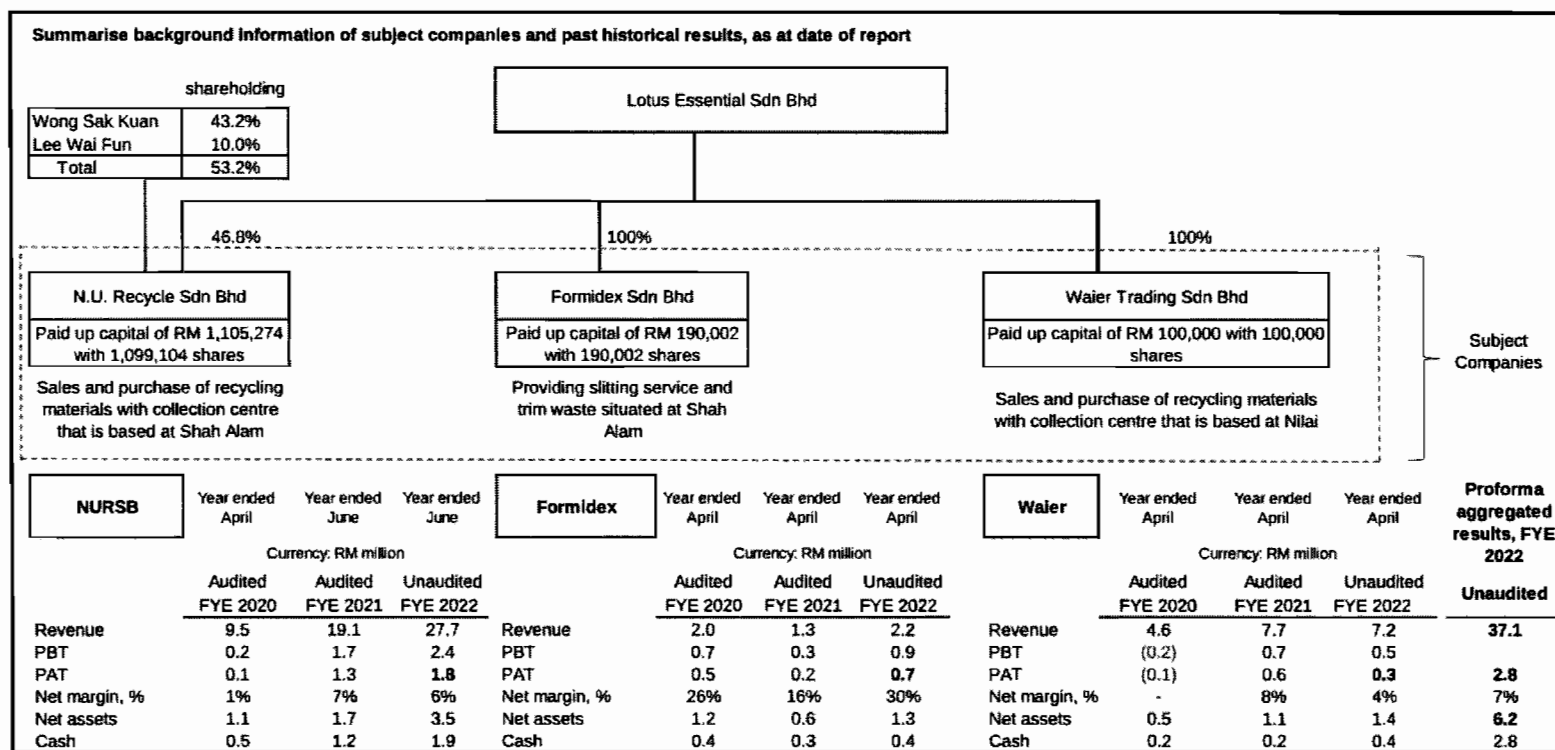 Summarise background information of subject companies and past historical results, as at date of report
shareholding
Wong Sak Kuan 43.2%
Lee Wai Fun 10.0%
Total 53.2%
Lotus Essential Sdn Bhd
46.8% 100% 100%
N.U. Recycle Sdn Bhd
Paid up capital of RM 1,105,274
with 1,099,104 shares
Sales and purchase of recycling
materials with collection centre
that is based at Shah Alam
Formidex Sdn Bhd
Paid up capital of RM 190,002
with 190,002 shares
Providing slitting service and
trim waste situated at Shah
Alam
Waier Trading Sdn Bhd
Paid up capital of RM 100,000 with 100,000
shares
Sales and purchase of recycling materials
with collection centre that is based at Nilai
Subject
Companies
NURSB
Year ended April Year ended June Year ended June
Currency: RM million
Audited Audited Unaudited
FYE 2020 FYE 2021 FYE 2022
Revenue 9.5 19.1 27.7
PBT 0.2 1.7 2.4
PAT 0.1 1.3 1.8
Net margin, % 1% 7% 6%
Net assets 1.1 1.7 3.5
Cash 0.5 1.2 1.9
Formidex
Year ended April Year ended April Year ended April
Currency: RM million
Audited Audited Unaudited
FYE 2020 FYE 2021 FYE 2022
Revenue 2.0 1.3 2.2
PBT 0.7 0.3 0.9
PAT 0.5 0.2 0.7
Net margin, % 26% 16% 30%
Net assets 1.2 0.6 1.3
Cash 0.4 0.3 0.4
Waier
Year ended April Year ended April Year ended April
Currency: RM million
Audited Audited Unaudited
FYE 2020 FYE 2021 FYE 2022
Revenue 4.6 7.7 7.2
PBT (0.2) 0.7 0.5
PAT (0.1) 0.6 0.3
Net margin, % - 8% 4%
Net assets 0.5 1.1 1.4
Cash 0.2 0.2 0.4
Proforma
aggregated
results, FYE
2022
Unaudited
37.1
2.8
7%
6.2
2.8